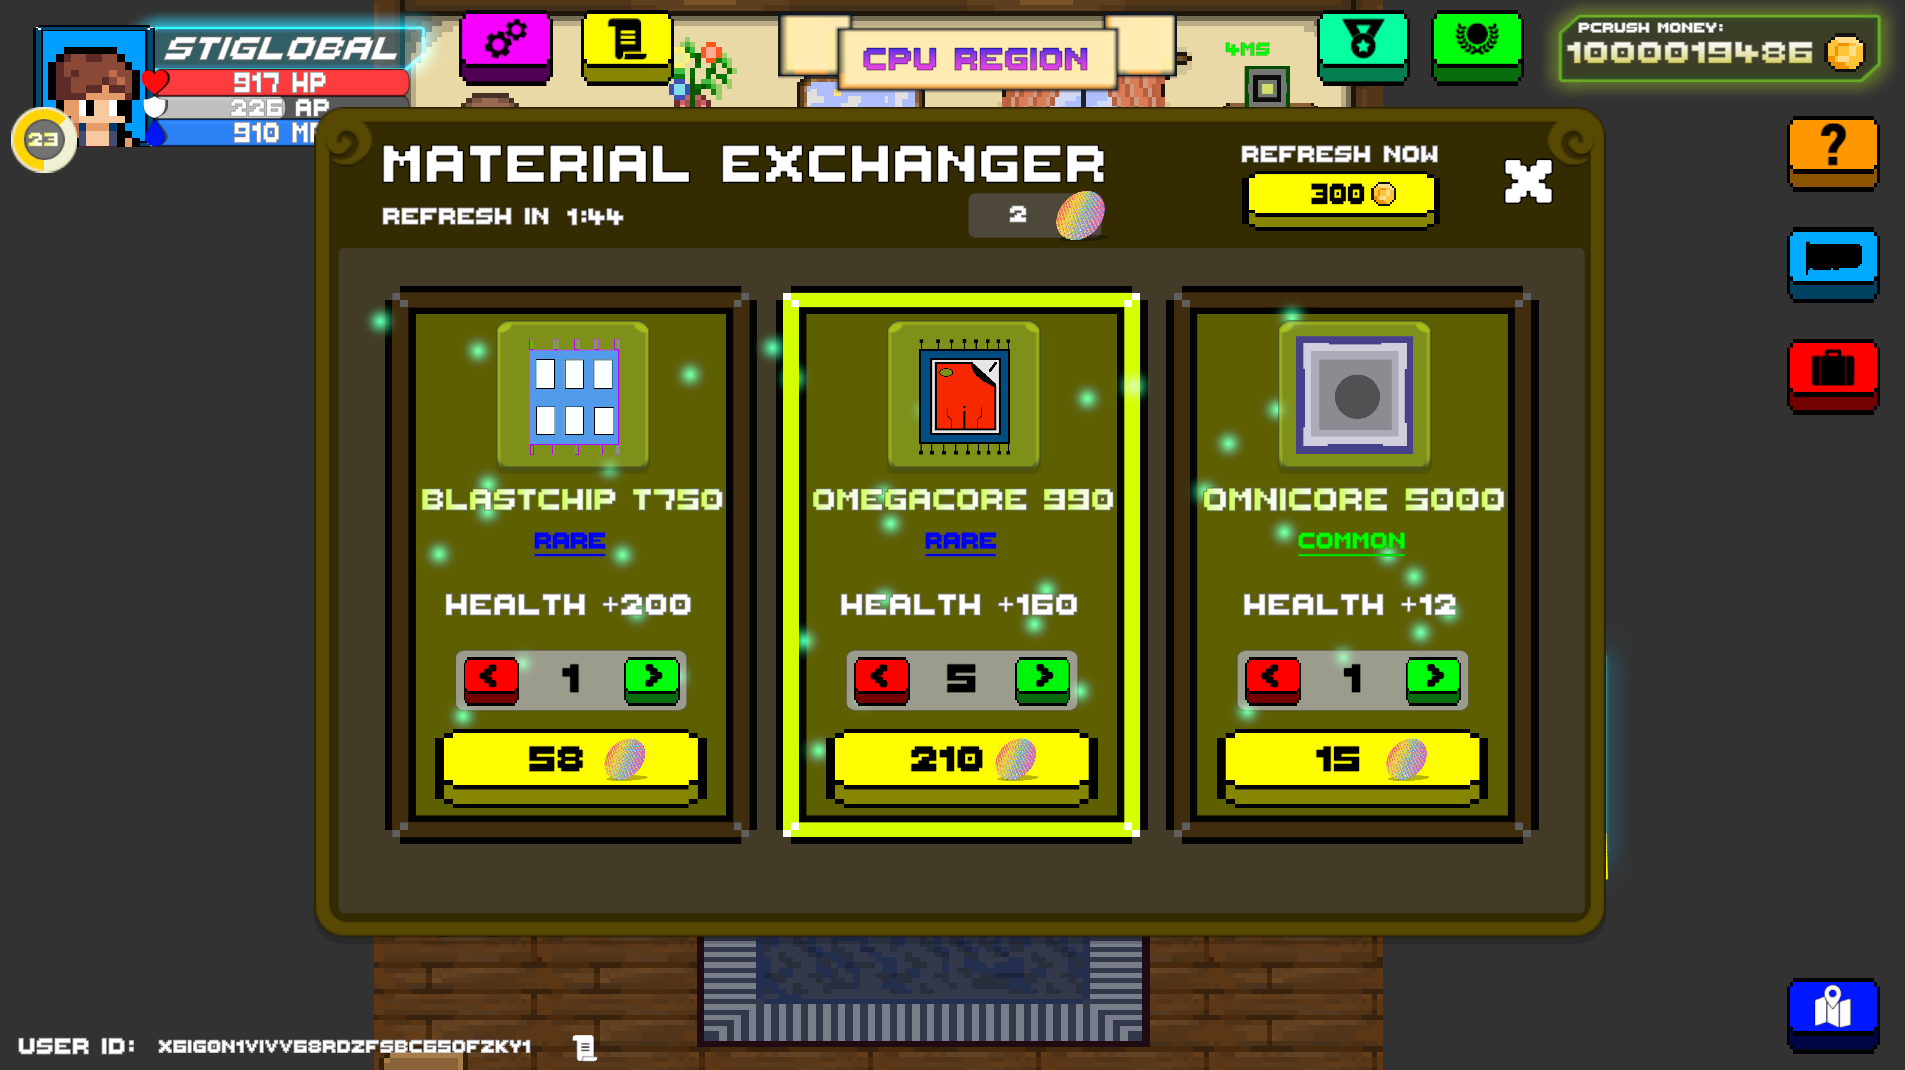 STIGLOBAL
917 HP
226 AP
910 M
23
CPU REGION
4MS
PCRUSH MONEY:
1000019486
MATERIAL EXCHANGER
REFRESH IN 1:44
2
REFRESH NOW
300
BLASTCHIP T750
RARE
HEALTH +200
< 1 >
58
OMEGACORE 990
RARE
HEALTH +160
< 5 >
210
OMNICORE 5000
COMMON
HEALTH +12
< 1 >
15
?
USER ID: X6IGON1VIVV68RDZFSBC65OFZKY1